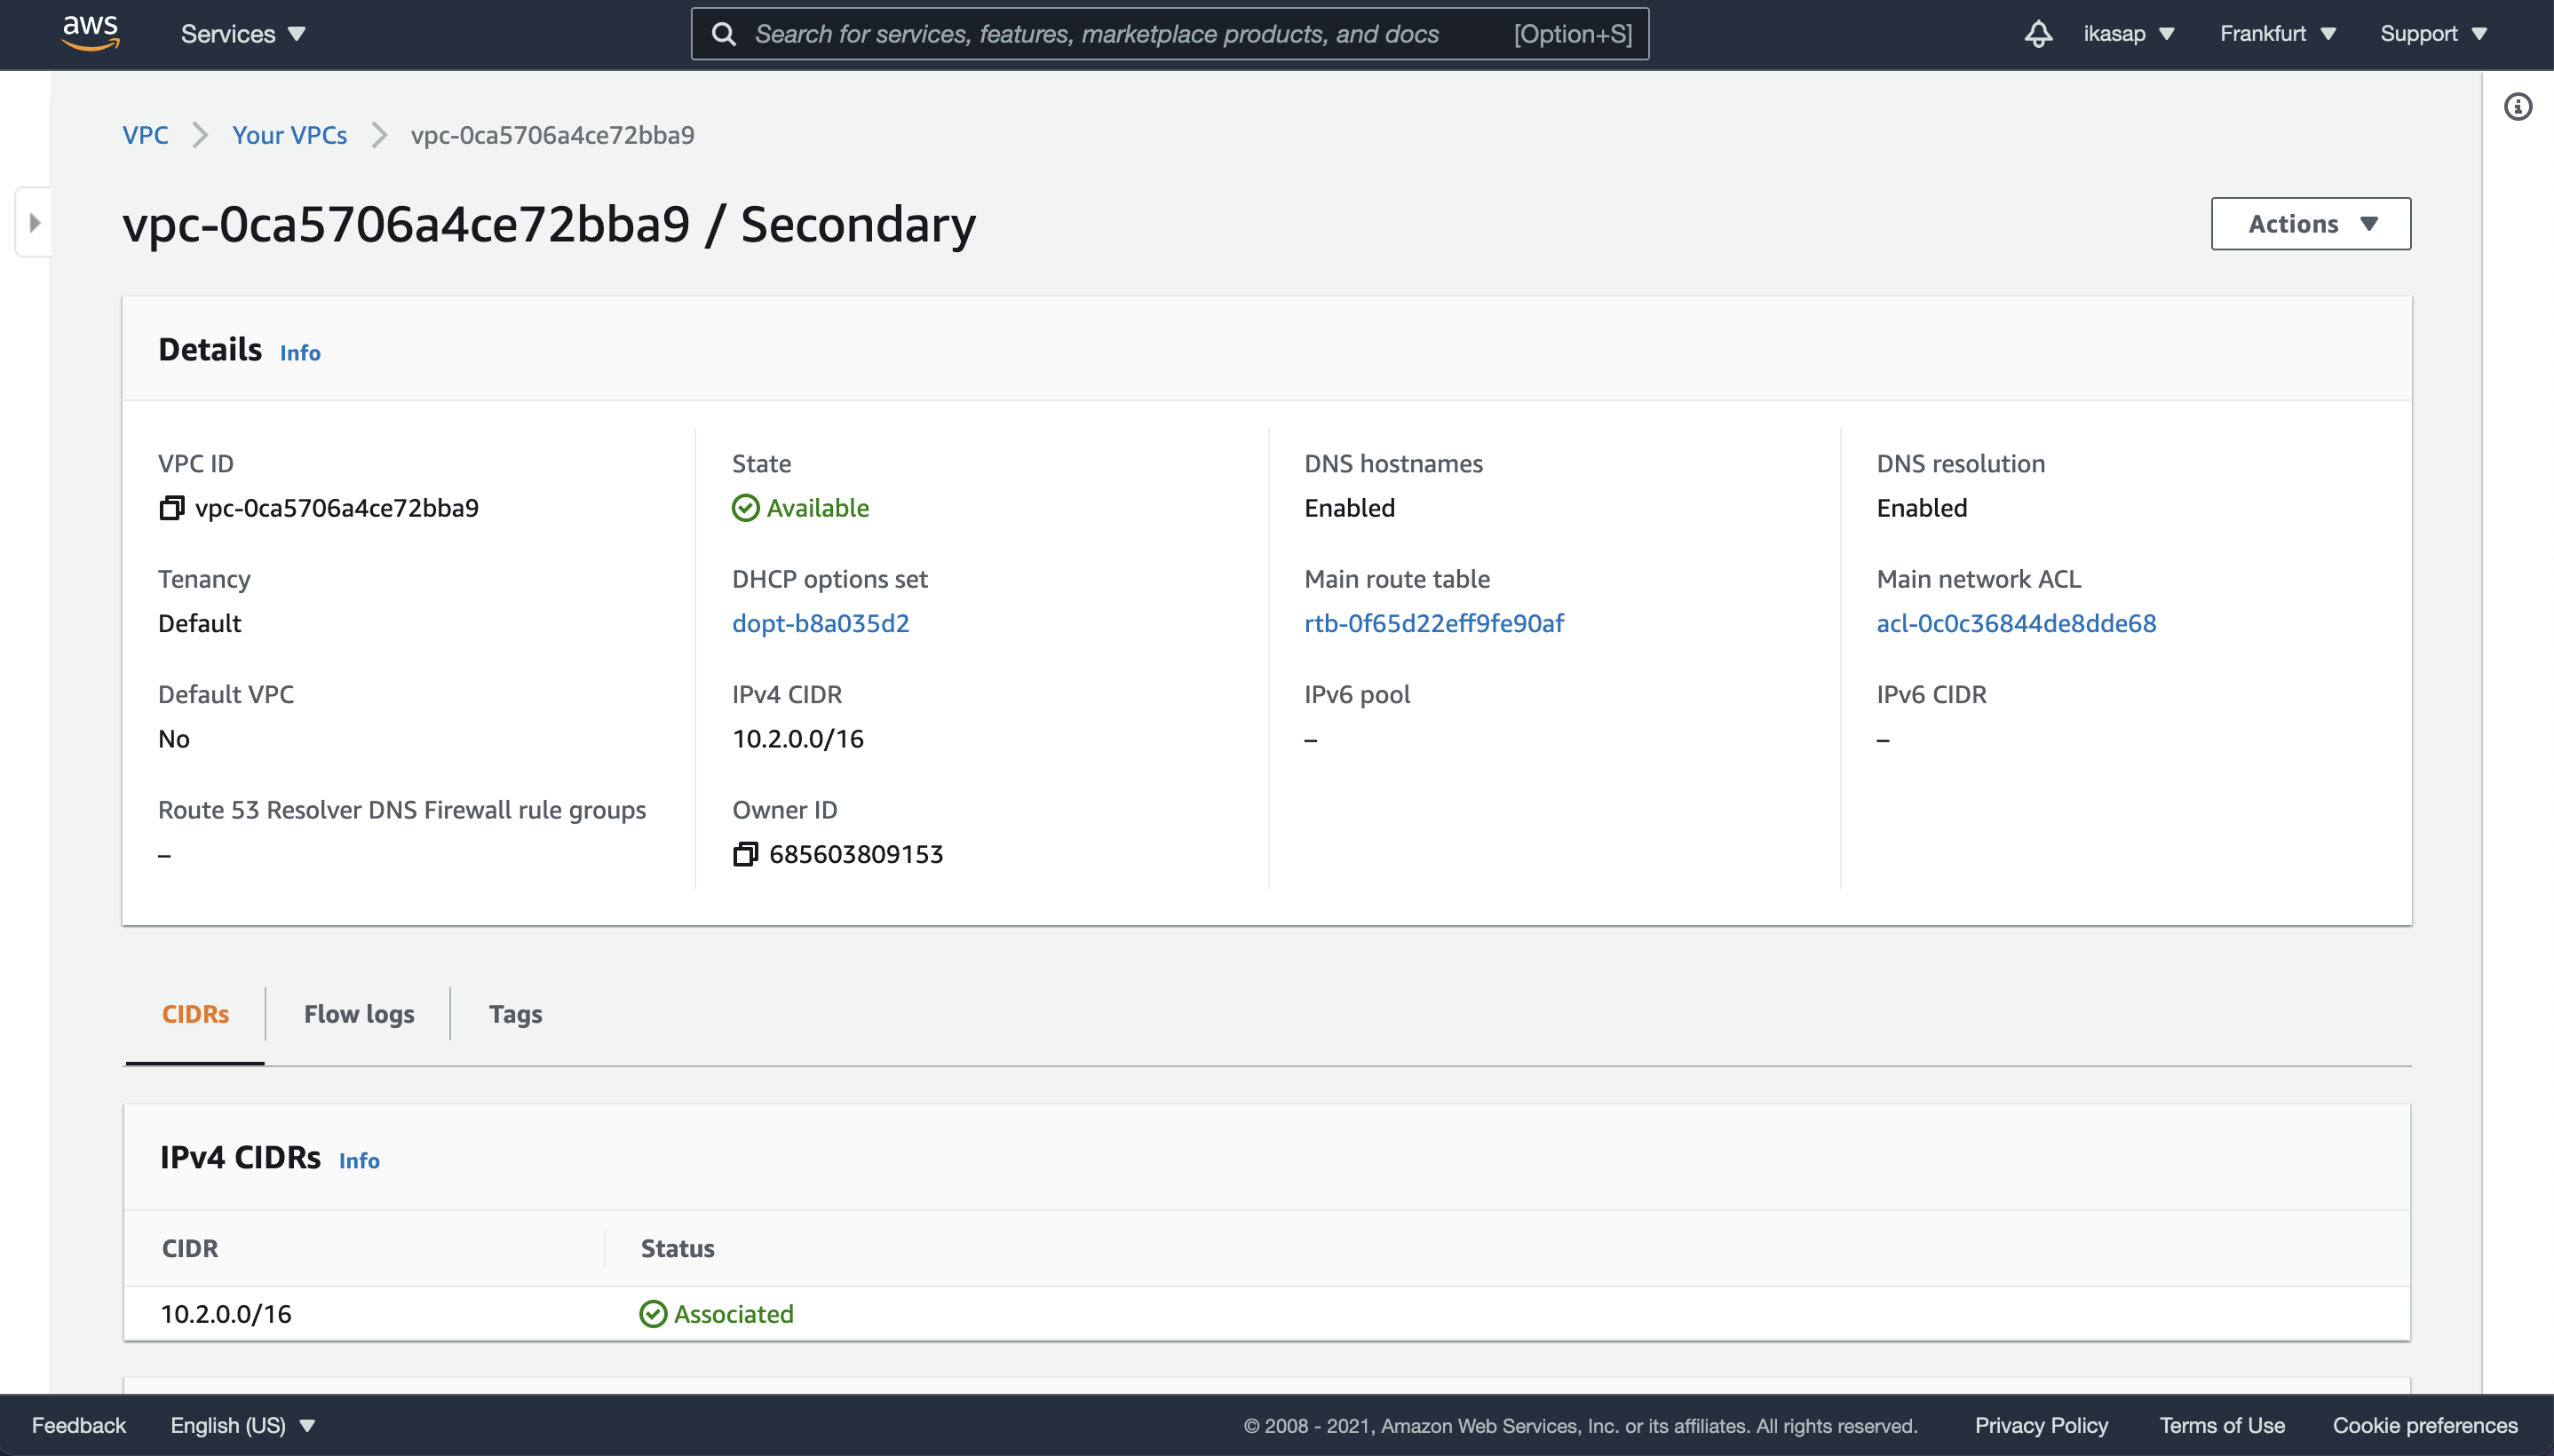 aws Services Search for services, features, marketplace products, and docs [Option+S] ikasap Frankfurt Support
VPC Your VPCs vpc-0ca5706a4ce72bba9
vpc-0ca5706a4ce72bba9 / Secondary
Actions
Details Info
VPC ID State DNS hostnames DNS resolution
vpc-0ca5706a4ce72bba9 Available Enabled Enabled
Tenancy DHCP options set Main route table Main network ACL
Default dopt-b8a035d2 rtb-0f65d22eff9fe90af acl-0c0c36844de8dde68
Default VPC IPv4 CIDR IPv6 pool IPv6 CIDR
No 10.2.0.0/16 – –
Route 53 Resolver DNS Firewall rule groups Owner ID
– 685603809153
CIDRs Flow logs Tags
IPv4 CIDRs Info
CIDR Status
10.2.0.0/16 Associated
Feedback English (US) © 2008 - 2021, Amazon Web Services, Inc. or its affiliates. All rights reserved. Privacy Policy Terms of Use Cookie preferences